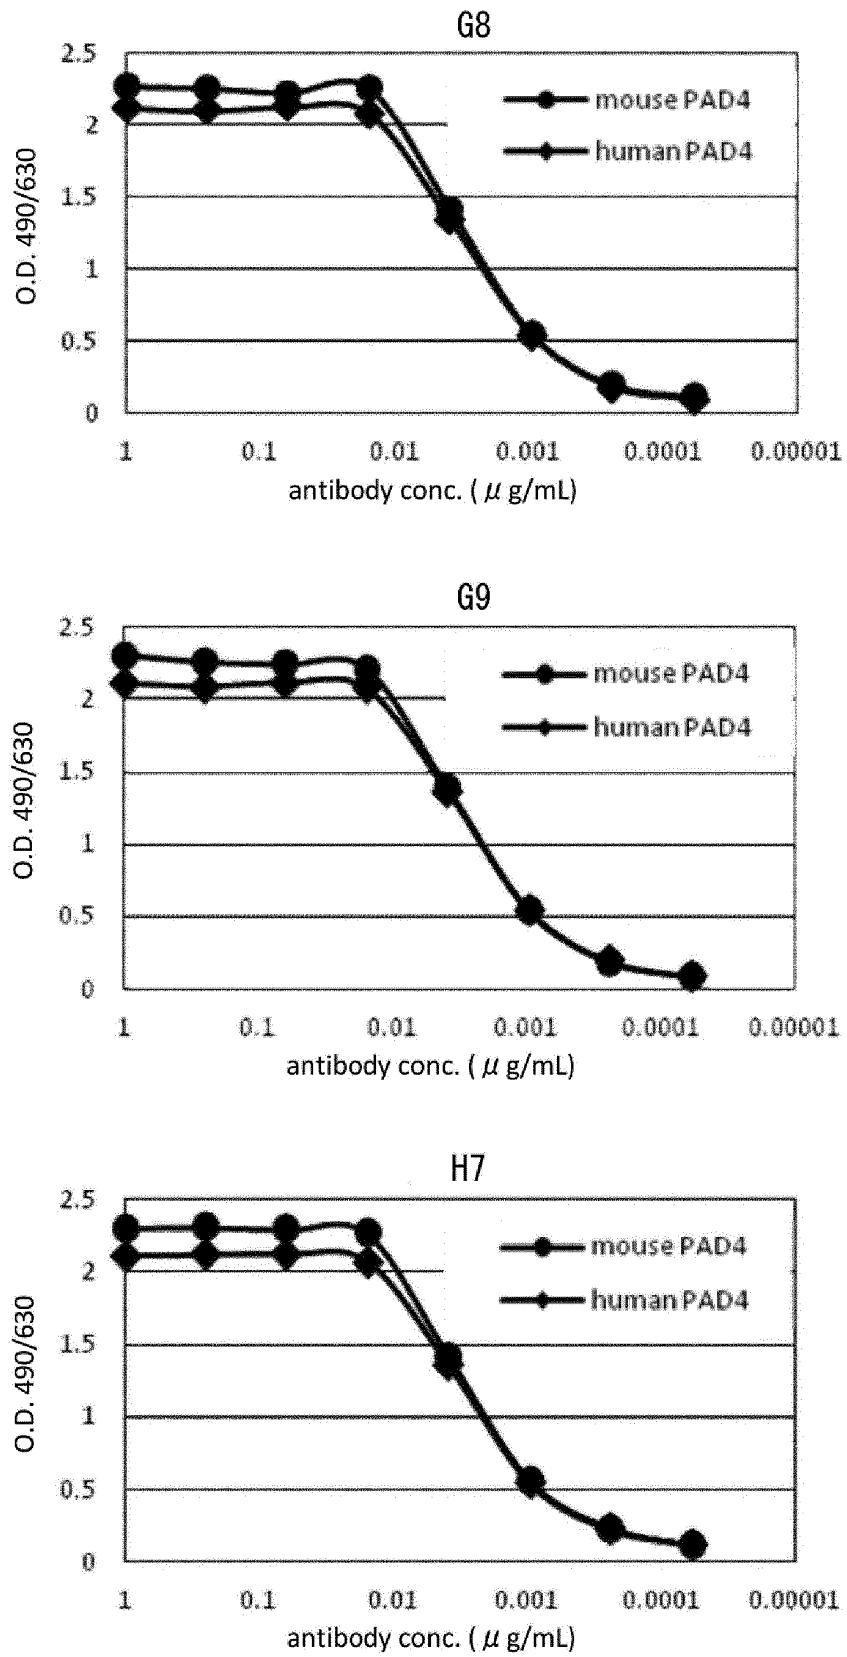 G8
2.5
2
1.5
1
0.5
0
O.D. 490/630
mouse PAD4
human PAD4
1 0.1 0.01 0.001 0.0001 0.00001
antibody conc. ( μ g/mL)
G9
2.5
2
1.5
1
0.5
0
O.D. 490/630
mouse PAD4
human PAD4
1 0.1 0.01 0.001 0.0001 0.00001
antibody conc. ( μ g/mL)
H7
2.5
2
1.5
1
0.5
0
O.D. 490/630
mouse PAD4
human PAD4
1 0.1 0.01 0.001 0.0001 0.00001
antibody conc. ( μ g/mL)